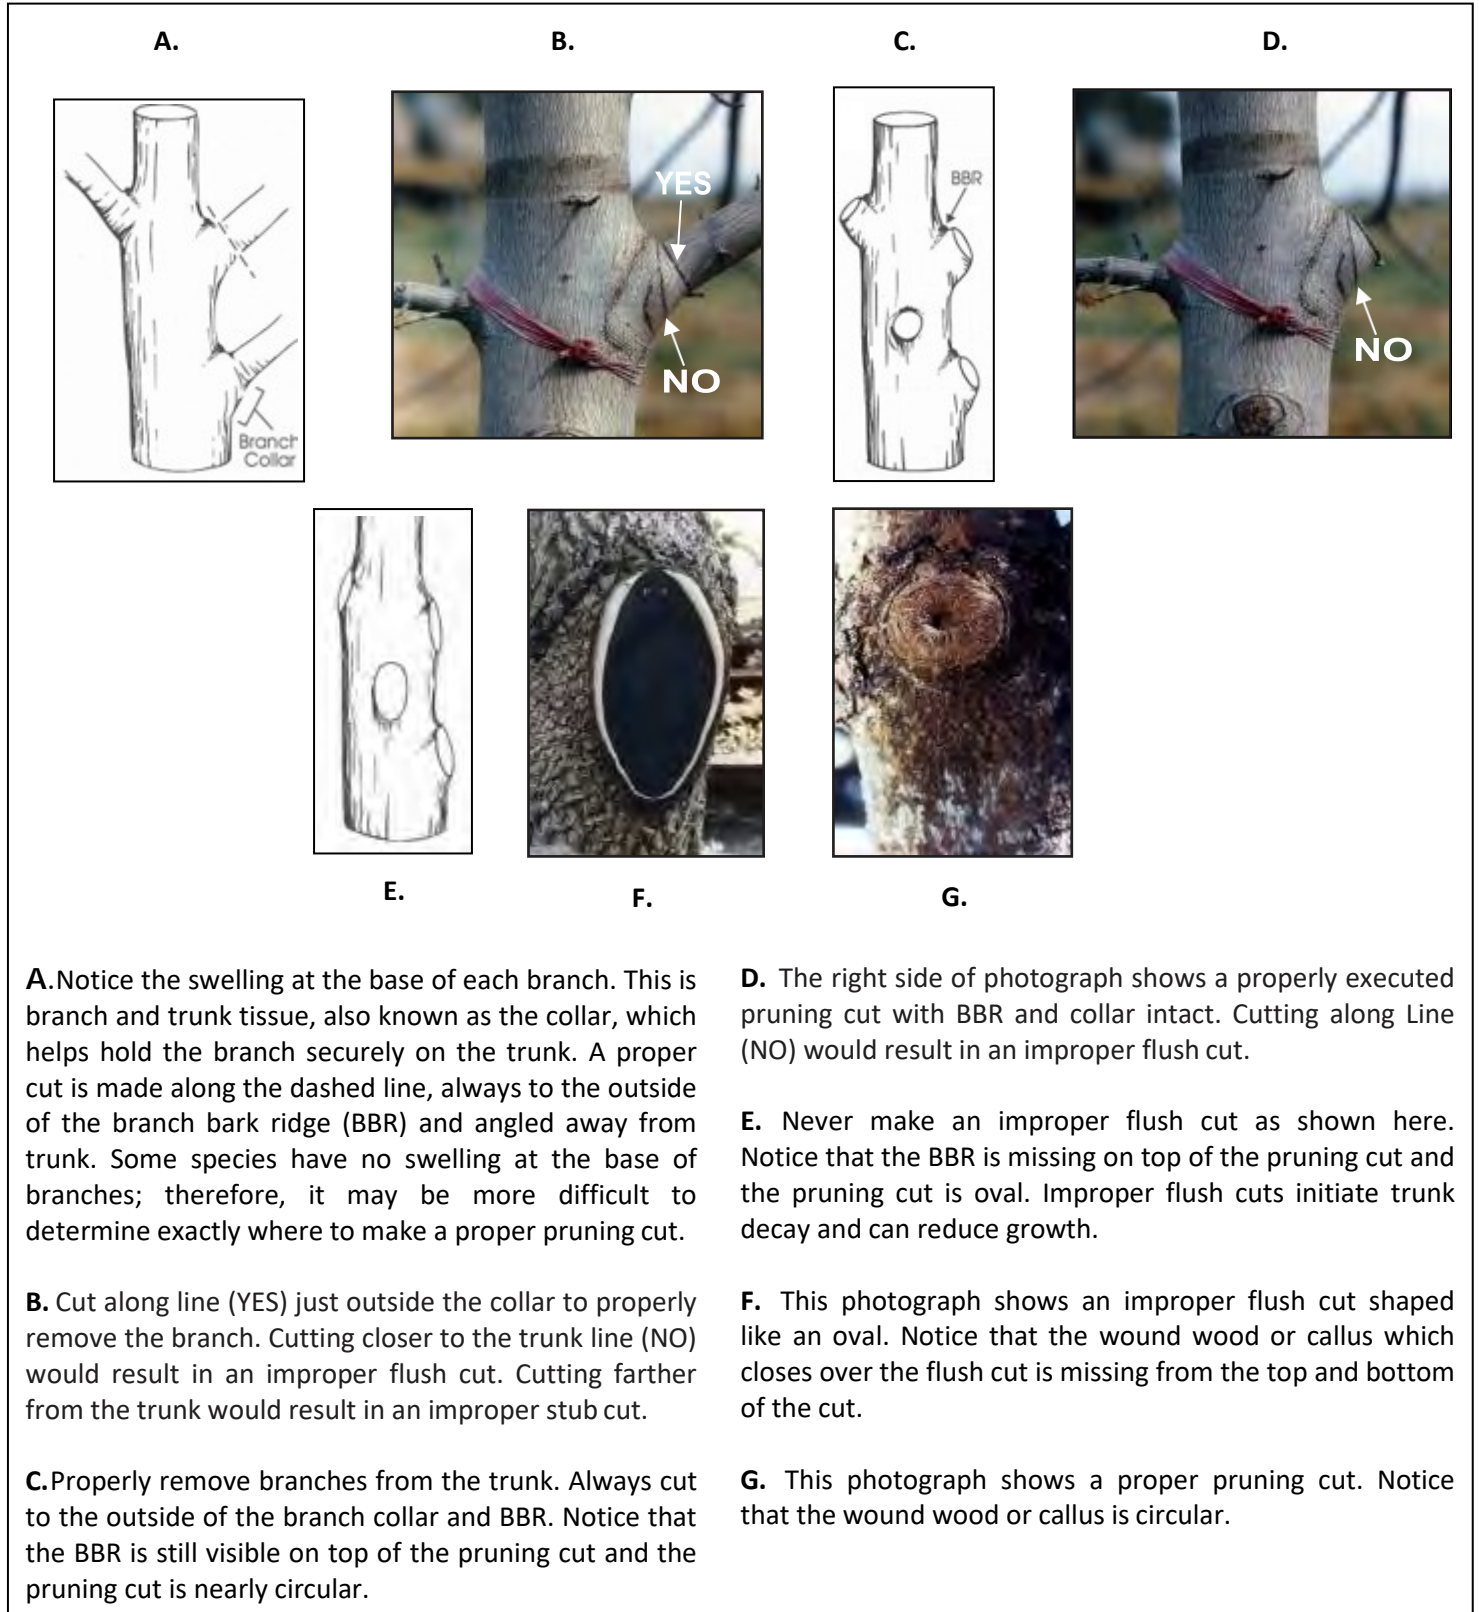 A.
B.
C.
D.
YES
NO
Branch
Collar
BBR
NO
E.
F.
G.
A.Notice the swelling at the base of each branch. This is
branch and trunk tissue, also known as the collar, which
helps hold the branch securely on the trunk. A proper
cut is made along the dashed line, always to the outside
of the branch bark ridge (BBR) and angled away from
trunk. Some species have no swelling at the base of
branches; therefore, it may be more difficult to
determine exactly where to make a proper pruning cut.
B. Cut along line (YES) just outside the collar to properly
remove the branch. Cutting closer to the trunk line (NO)
would result in an improper flush cut. Cutting farther
from the trunk would result in an improper stub cut.
C.Properly remove branches from the trunk. Always cut
to the outside of the branch collar and BBR. Notice that
the BBR is still visible on top of the pruning cut and the
pruning cut is nearly circular.
D. The right side of photograph shows a properly executed
pruning cut with BBR and collar intact. Cutting along Line
(NO) would result in an improper flush cut.
E. Never make an improper flush cut as shown here.
Notice that the BBR is missing on top of the pruning cut and
the pruning cut is oval. Improper flush cuts initiate trunk
decay and can reduce growth.
F. This photograph shows an improper flush cut shaped
like an oval. Notice that the wound wood or callus which
closes over the flush cut is missing from the top and bottom
of the cut.
G. This photograph shows a proper pruning cut. Notice
that the wound wood or callus is circular.